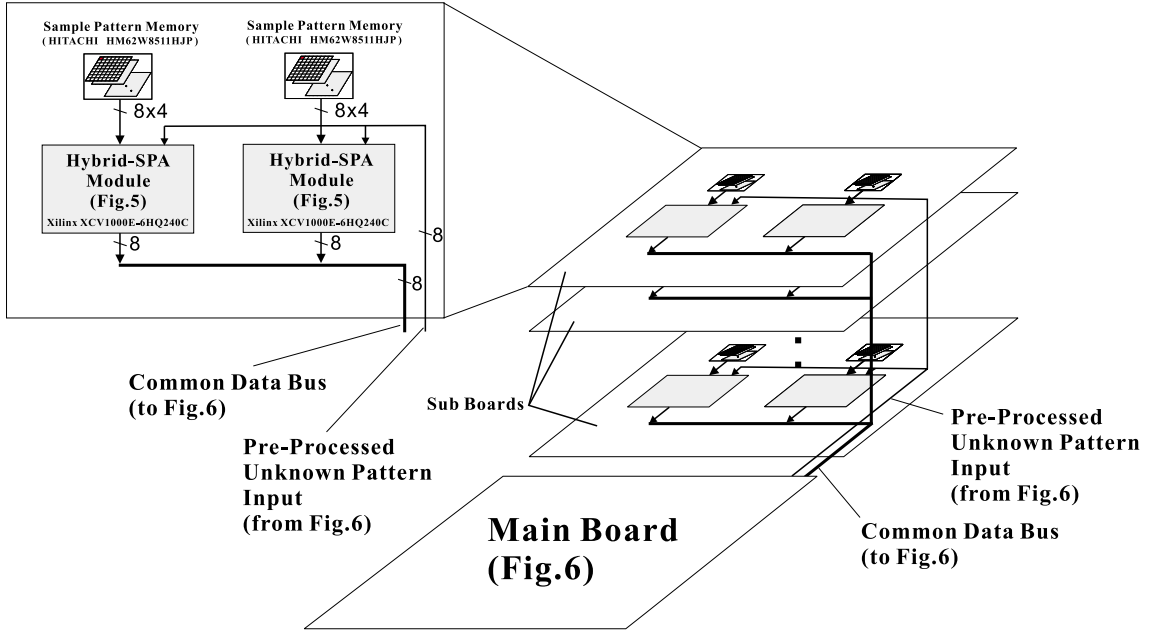 Sample Pattern Memory
(HITACHI HM62W8511HJP)
Sample Pattern Memory
(HITACHI HM62W8511HJP)
8x4
8x4
Hybrid-SPA
Module
(Fig.5)
Xilinx XCV1000E-6HQ240C
Hybrid-SPA
Module
(Fig.5)
Xilinx XCV1000E-6HQ240C
8
8
8
8
Common Data Bus
(to Fig.6)
Pre-Processed
Unknown Pattern
Input
(from Fig.6)
Sub Boards
Pre-Processed
Unknown Pattern
Input
(from Fig.6)
Common Data Bus
(to Fig.6)
Main Board
(Fig.6)